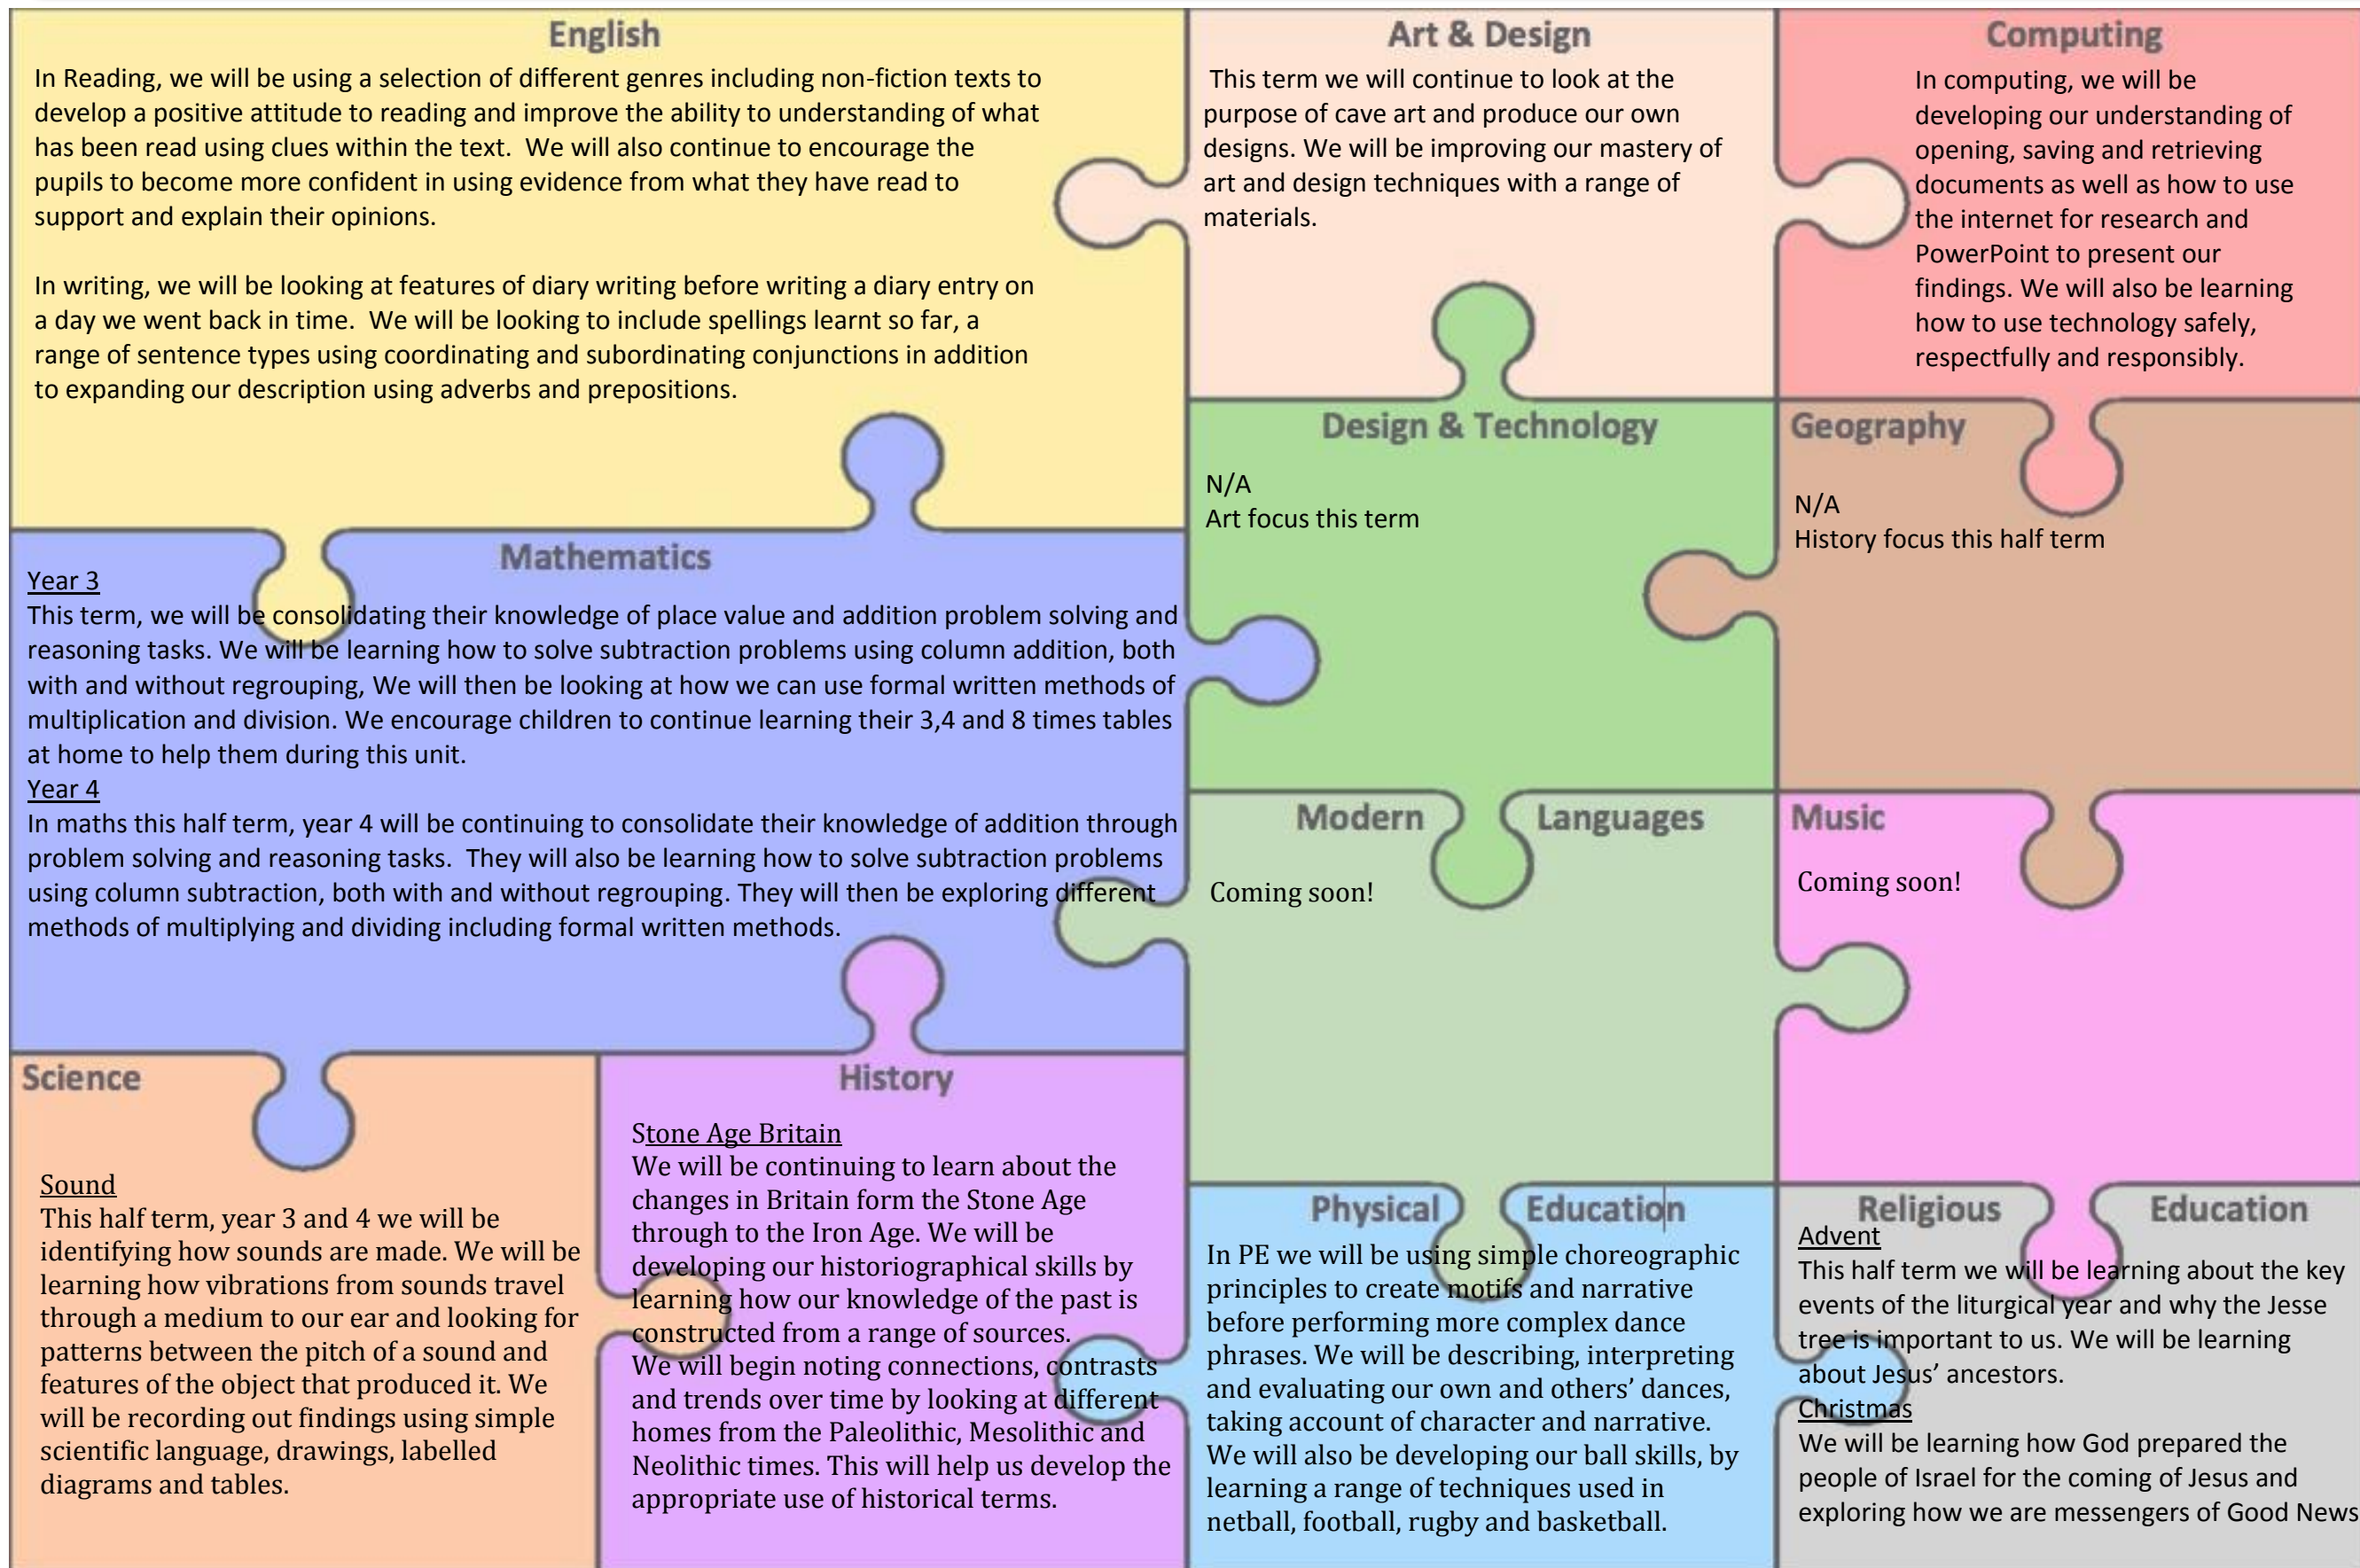 English
In Reading, we will be using a selection of different genres including non-fiction texts to
develop a positive attitude to reading and improve the ability to understanding of what
has been read using clues within the text.  We will also continue to encourage the
pupils to become more confident in using evidence from what they have read to
support and explain their opinions.
In writing, we will be looking at features of diary writing before writing a diary entry on
a day we went back in time.  We will be looking to include spellings learnt so far, a
range of sentence types using coordinating and subordinating conjunctions in addition
to expanding our description using adverbs and prepositions.
Art & Design
This term we will continue to look at the
purpose of cave art and produce our own
designs. We will be improving our mastery of
art and design techniques with a range of
materials.
Computing
In computing, we will be
developing our understanding of
opening, saving and retrieving
documents as well as how to use
the internet for research and
PowerPoint to present our
findings. We will also be learning
how to use technology safely,
respectfully and responsibly.
Design & Technology
N/A
Art focus this term
Geography
N/A
History focus this half term
Mathematics
Year 3
This term, we will be consolidating their knowledge of place value and addition problem solving and
reasoning tasks. We will be learning how to solve subtraction problems using column addition, both
with and without regrouping, We will then be looking at how we can use formal written methods of
multiplication and division. We encourage children to continue learning their 3,4 and 8 times tables
at home to help them during this unit.
Year 4
In maths this half term, year 4 will be continuing to consolidate their knowledge of addition through
problem solving and reasoning tasks.  They will also be learning how to solve subtraction problems
using column subtraction, both with and without regrouping. They will then be exploring different
methods of multiplying and dividing including formal written methods.
Modern Languages
Coming soon!
Music
Coming soon!
Science
Sound
This half term, year 3 and 4 we will be
identifying how sounds are made. We will be
learning how vibrations from sounds travel
through a medium to our ear and looking for
patterns between the pitch of a sound and
features of the object that produced it. We
will be recording out findings using simple
scientific language, drawings, labelled
diagrams and tables.
History
Stone Age Britain
We will be continuing to learn about the
changes in Britain form the Stone Age
through to the Iron Age. We will be
developing our historiographical skills by
learning how our knowledge of the past is
constructed from a range of sources.
We will begin noting connections, contrasts
and trends over time by looking at different
homes from the Paleolithic, Mesolithic and
Neolithic times. This will help us develop the
appropriate use of historical terms.
Physical Education
In PE we will be using simple choreographic
principles to create motifs and narrative
before performing more complex dance
phrases. We will be describing, interpreting
and evaluating our own and others’ dances,
taking account of character and narrative.
We will also be developing our ball skills, by
learning a range of techniques used in
netball, football, rugby and basketball.
Religious Education
Advent
This half term we will be learning about the key
events of the liturgical year and why the Jesse
tree is important to us. We will be learning
about Jesus’ ancestors.
Christmas
We will be learning how God prepared the
people of Israel for the coming of Jesus and
exploring how we are messengers of Good News